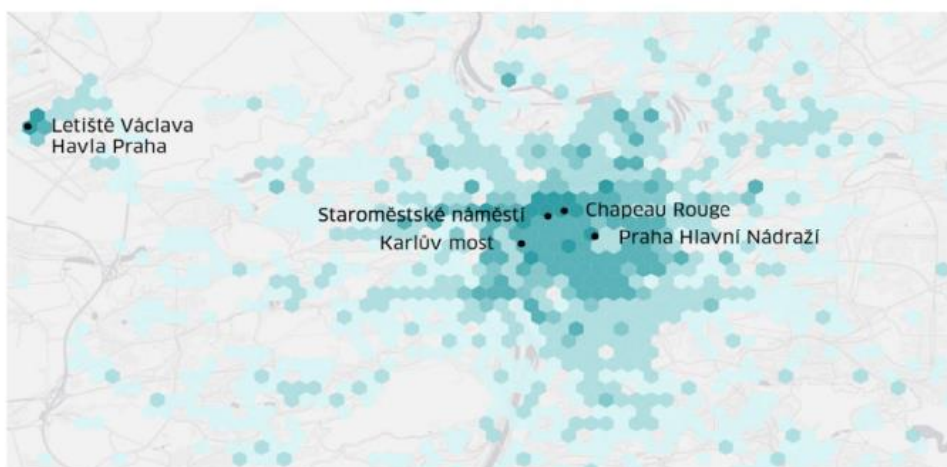 Letiště Václava
Havla Praha
Staroměstské náměstí
Chapeau Rouge
Karlův most
Praha Hlavní Nádraží